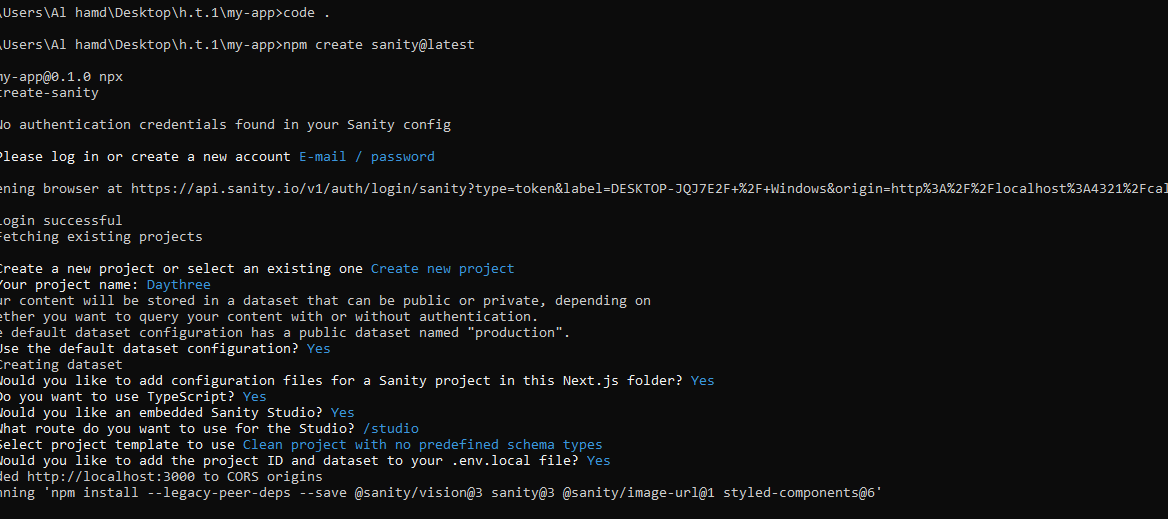 \Users\Al hamd\Desktop\h.t.1\my-app>code .
\Users\Al hamd\Desktop\h.t.1\my-app>npm create sanity@latest
my-app@0.1.0 npx
create-sanity
No authentication credentials found in your Sanity config
Please log in or create a new account E-mail / password
ening browser at https://api.sanity.io/v1/auth/login/sanity?type=token&label=DESKTOP-JQJ7E2F+%2F+Windows&origin=http%3A%2F%2Flocalhost%3A4321%2Fcal
Login successful
Fetching existing projects
Create a new project or select an existing one Create new project
Your project name: Daythree
ur content will be stored in a dataset that can be public or private, depending on
ether you want to query your content with or without authentication.
e default dataset configuration has a public dataset named "production".
Use the default dataset configuration? Yes
Creating dataset
Would you like to add configuration files for a Sanity project in this Next.js folder? Yes
Do you want to use TypeScript? Yes
Would you like an embedded Sanity Studio? Yes
What route do you want to use for the Studio? /studio
Select project template to use Clean project with no predefined schema types
Would you like to add the project ID and dataset to your .env.local file? Yes
ded http://localhost:3000 to CORS origins
nning 'npm install --legacy-peer-deps --save @sanity/vision@3 sanity@3 @sanity/image-url@1 styled-components@6'